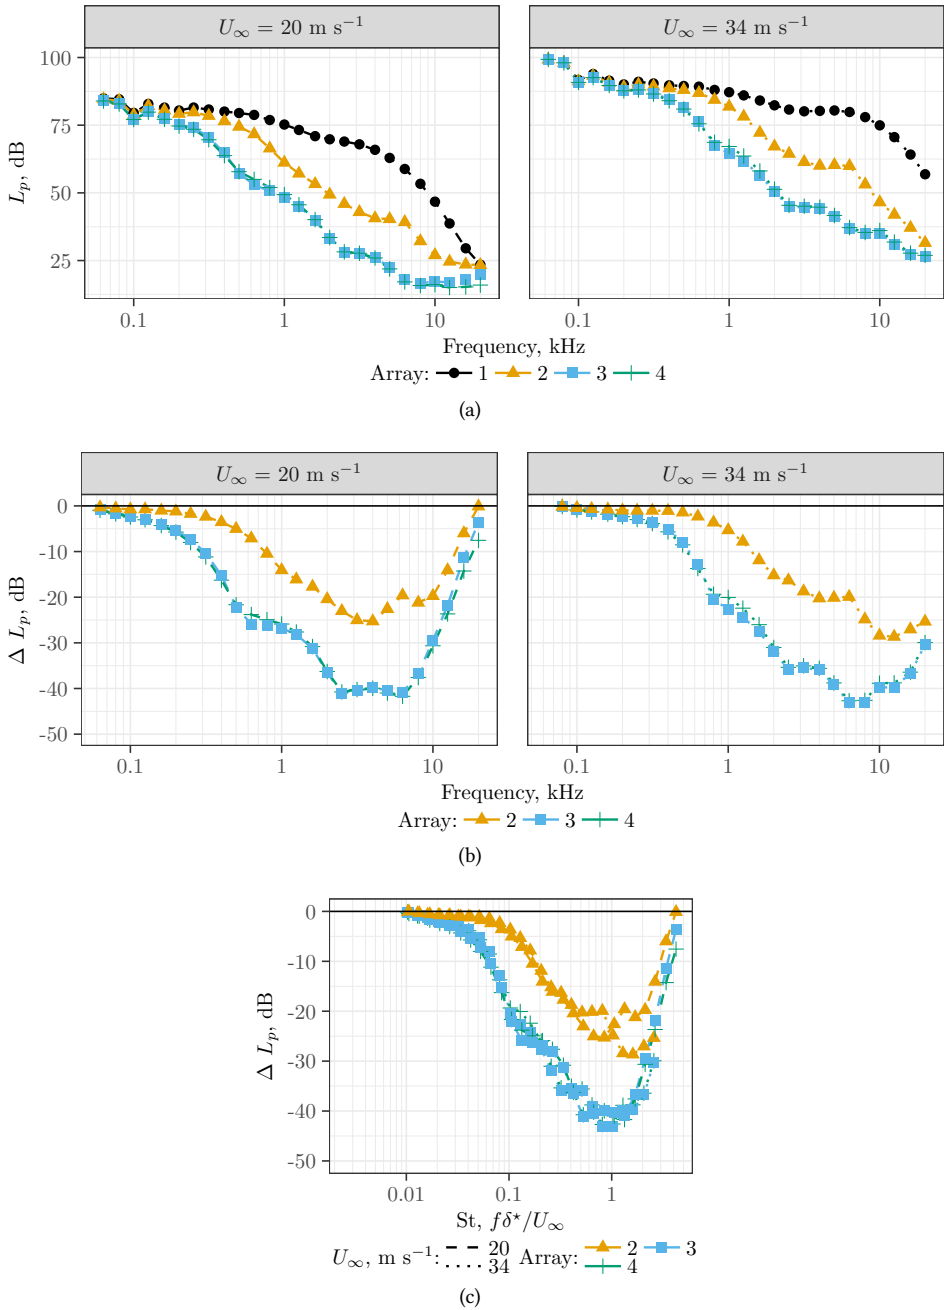 U∞ = 20 m s⁻¹ U∞ = 34 m s⁻¹
100
75
50
25
Lp, dB
0.1 1 10 0.1 1 10
Frequency, kHz
Array: 1 2 3 4
(a)
U∞ = 20 m s⁻¹ U∞ = 34 m s⁻¹
0
-10
-20
-30
-40
-50
Δ Lp, dB
0.1 1 10 0.1 1 10
Frequency, kHz
Array: 2 3 4
(b)
0
-10
-20
-30
-40
-50
Δ Lp, dB
0.01 0.1 1
St, fδ⋆/U∞
U∞, m s⁻¹: 20 34 Array: 2 3 4
(c)